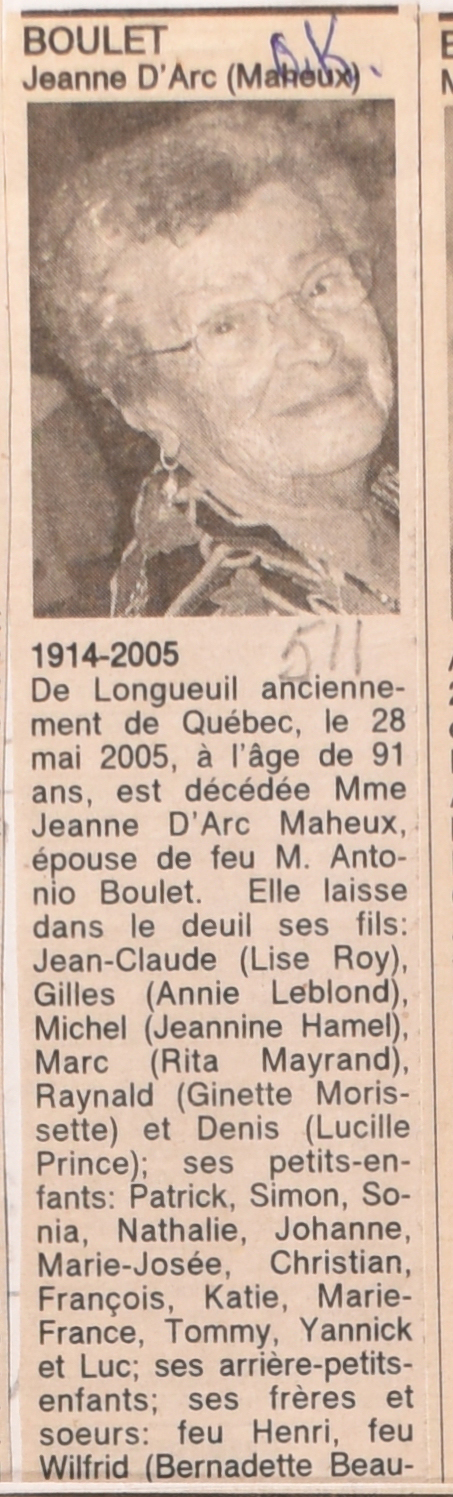 BOULET
Jeanne D'Arc (Maheux)
O.K.
1914-2005
511
De Longueuil ancienne-
ment de Québec, le 28
mai 2005, à l'âge de 91
ans, est décédée Mme
Jeanne D'Arc Maheux,
épouse de feu M. Anto-
nio Boulet. Elle laisse
dans le deuil ses fils:
Jean-Claude (Lise Roy),
Gilles (Annie Leblond),
Michel (Jeannine Hamel),
Marc (Rita Mayrand),
Raynald (Ginette Moris-
sette) et Denis (Lucille
Prince); ses petits-en-
fants: Patrick, Simon, So-
nia, Nathalie, Johanne,
Marie-Josée, Christian,
François, Katie, Marie-
France, Tommy, Yannick
et Luc; ses arrière-petits-
enfants; ses frères et
soeurs: feu Henri, feu
Wilfrid (Bernadette Beau-